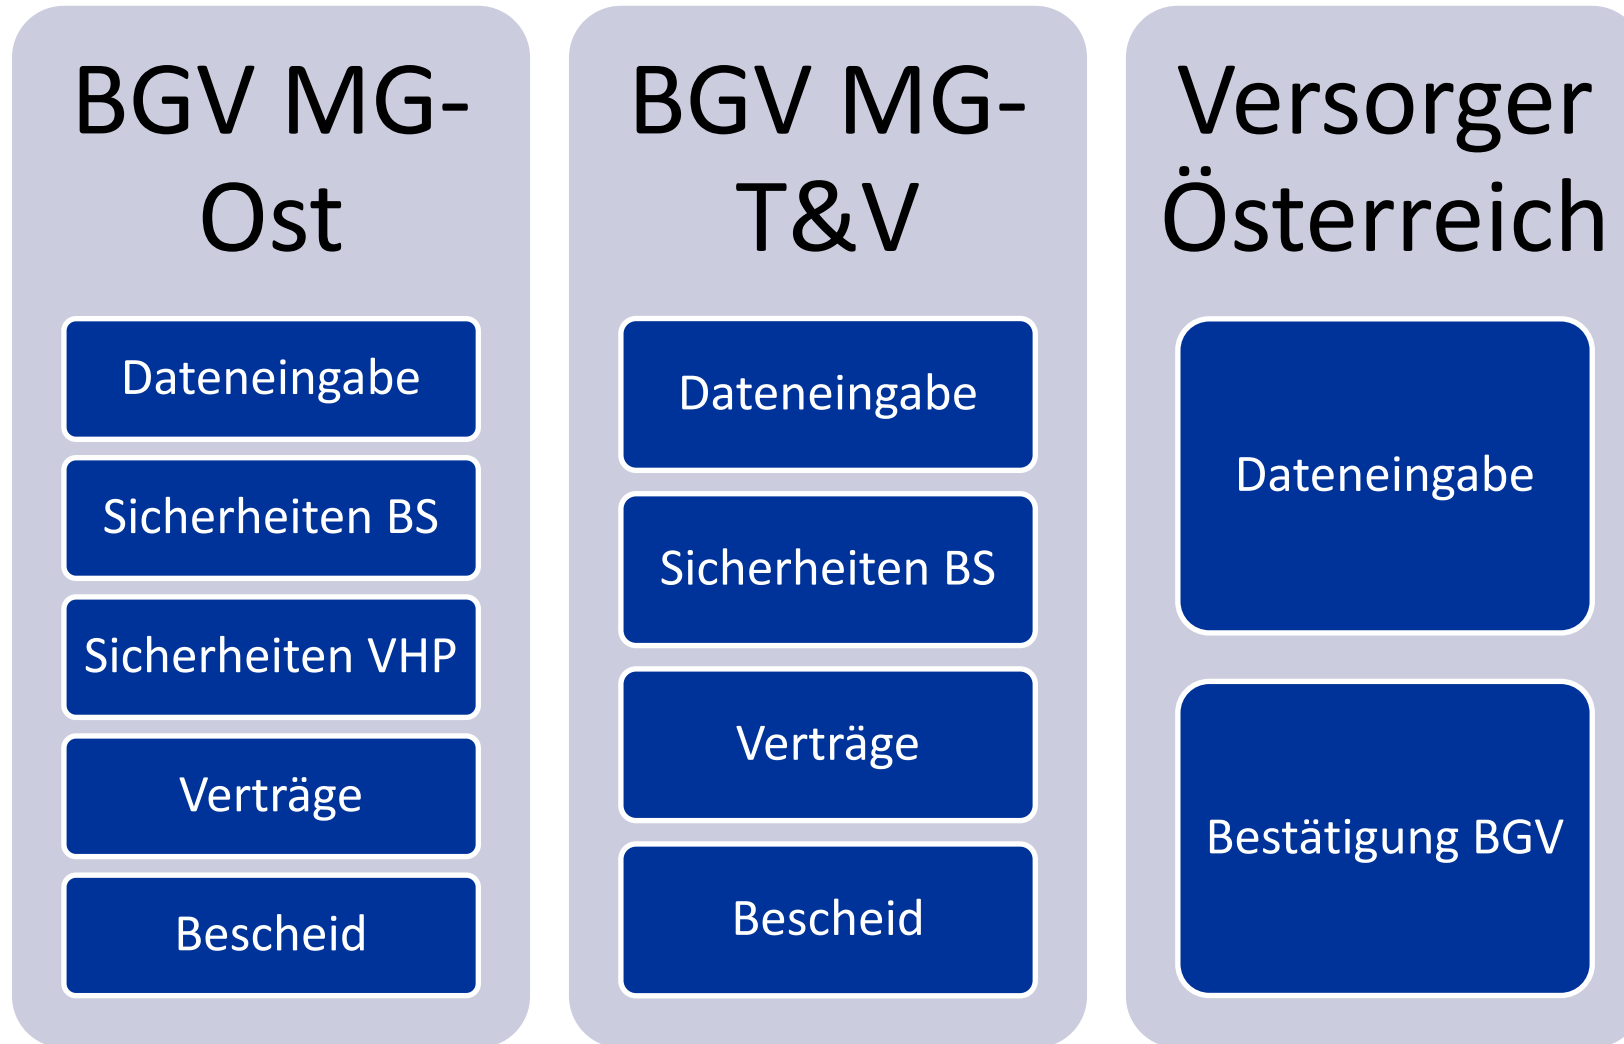 BGV MG-
Ost
Dateneingabe
Sicherheiten BS
Sicherheiten VHP
Verträge
Bescheid
BGV MG-
T&V
Dateneingabe
Sicherheiten BS
Verträge
Bescheid
Versorger
Österreich
Dateneingabe
Bestätigung BGV